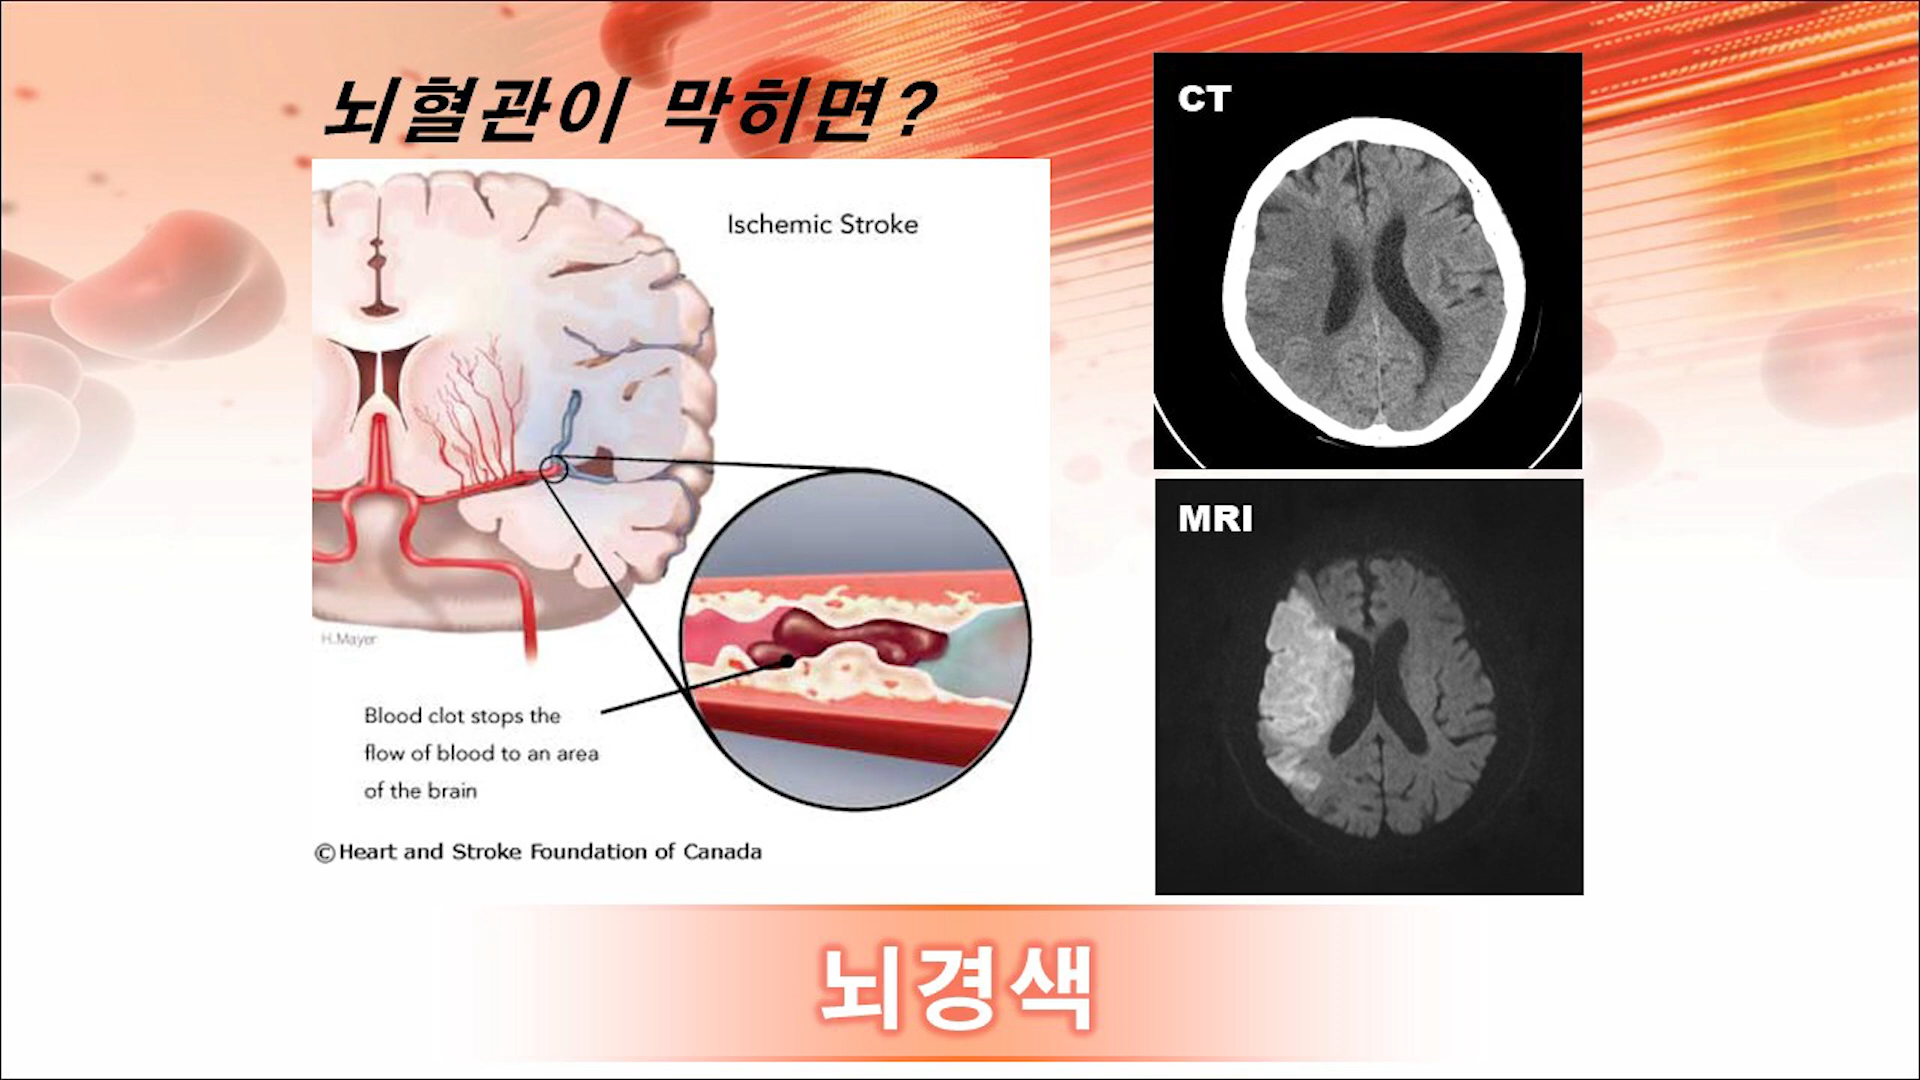 뇌혈관이 막히면?
Ischemic Stroke
H.Mayer
Blood clot stops the
flow of blood to an area
of the brain
©Heart and Stroke Foundation of Canada
CT
MRI
뇌경색